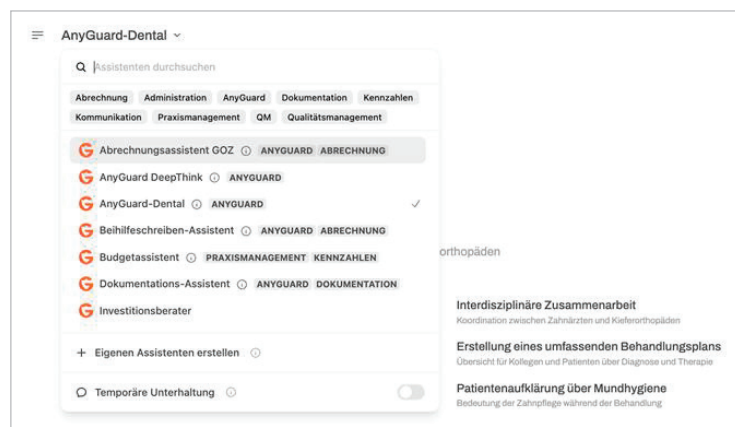 AnyGuard-Dental
Assistenten durchsuchen
Abrechnung Administration AnyGuard Dokumentation Kennzahlen
Kommunikation Praxismanagement QM Qualitätsmanagement
Abrechnungsassistent GOZ ANYGUARD ABRECHNUNG
AnyGuard DeepThink ANYGUARD
AnyGuard-Dental ANYGUARD
Beihilfeschreiben-Assistent ANYGUARD ABRECHNUNG
Budgetassistent PRAXISMANAGEMENT KENNZAHLEN
Dokumentations-Assistent ANYGUARD DOKUMENTATION
Investitionsberater
Eigenen Assistenten erstellen
Temporäre Unterhaltung
orthopäden
Interdisziplinäre Zusammenarbeit
Koordination zwischen Zahnärzten und Kieferorthopäden
Erstellung eines umfassenden Behandlungsplans
Übersicht für Kollegen und Patienten über Diagnose und Therapie
Patientenaufklärung über Mundhygiene
Bedeutung der Zahnpflege während der Behandlung